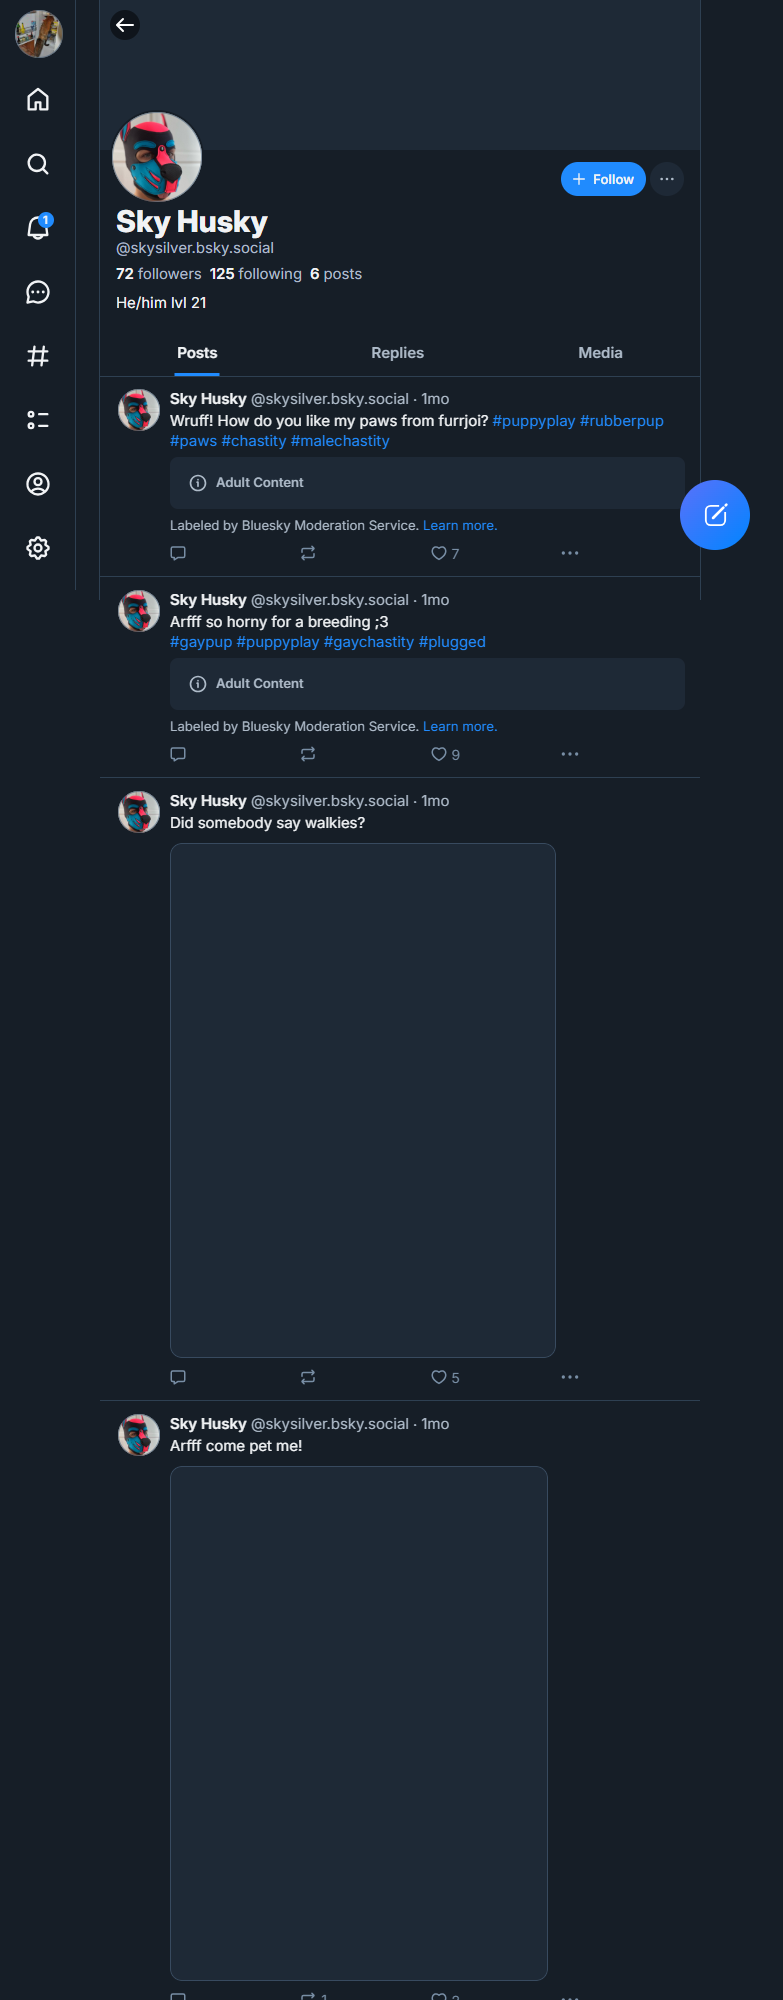 1
Follow
Sky Husky
@skysilver.bsky.social
72 followers 125 following 6 posts
He/him lvl 21
Posts Replies Media
Sky Husky @skysilver.bsky.social · 1mo
Wruff! How do you like my paws from furrjoi? #puppyplay #rubberpup
#paws #chastity #malechastity
Adult Content
Labeled by Bluesky Moderation Service. Learn more.
7
Sky Husky @skysilver.bsky.social · 1mo
Arfff so horny for a breeding ;3
#gaypup #puppyplay #gaychastity #plugged
Adult Content
Labeled by Bluesky Moderation Service. Learn more.
9
Sky Husky @skysilver.bsky.social · 1mo
Did somebody say walkies?
5
Sky Husky @skysilver.bsky.social · 1mo
Arfff come pet me!
1